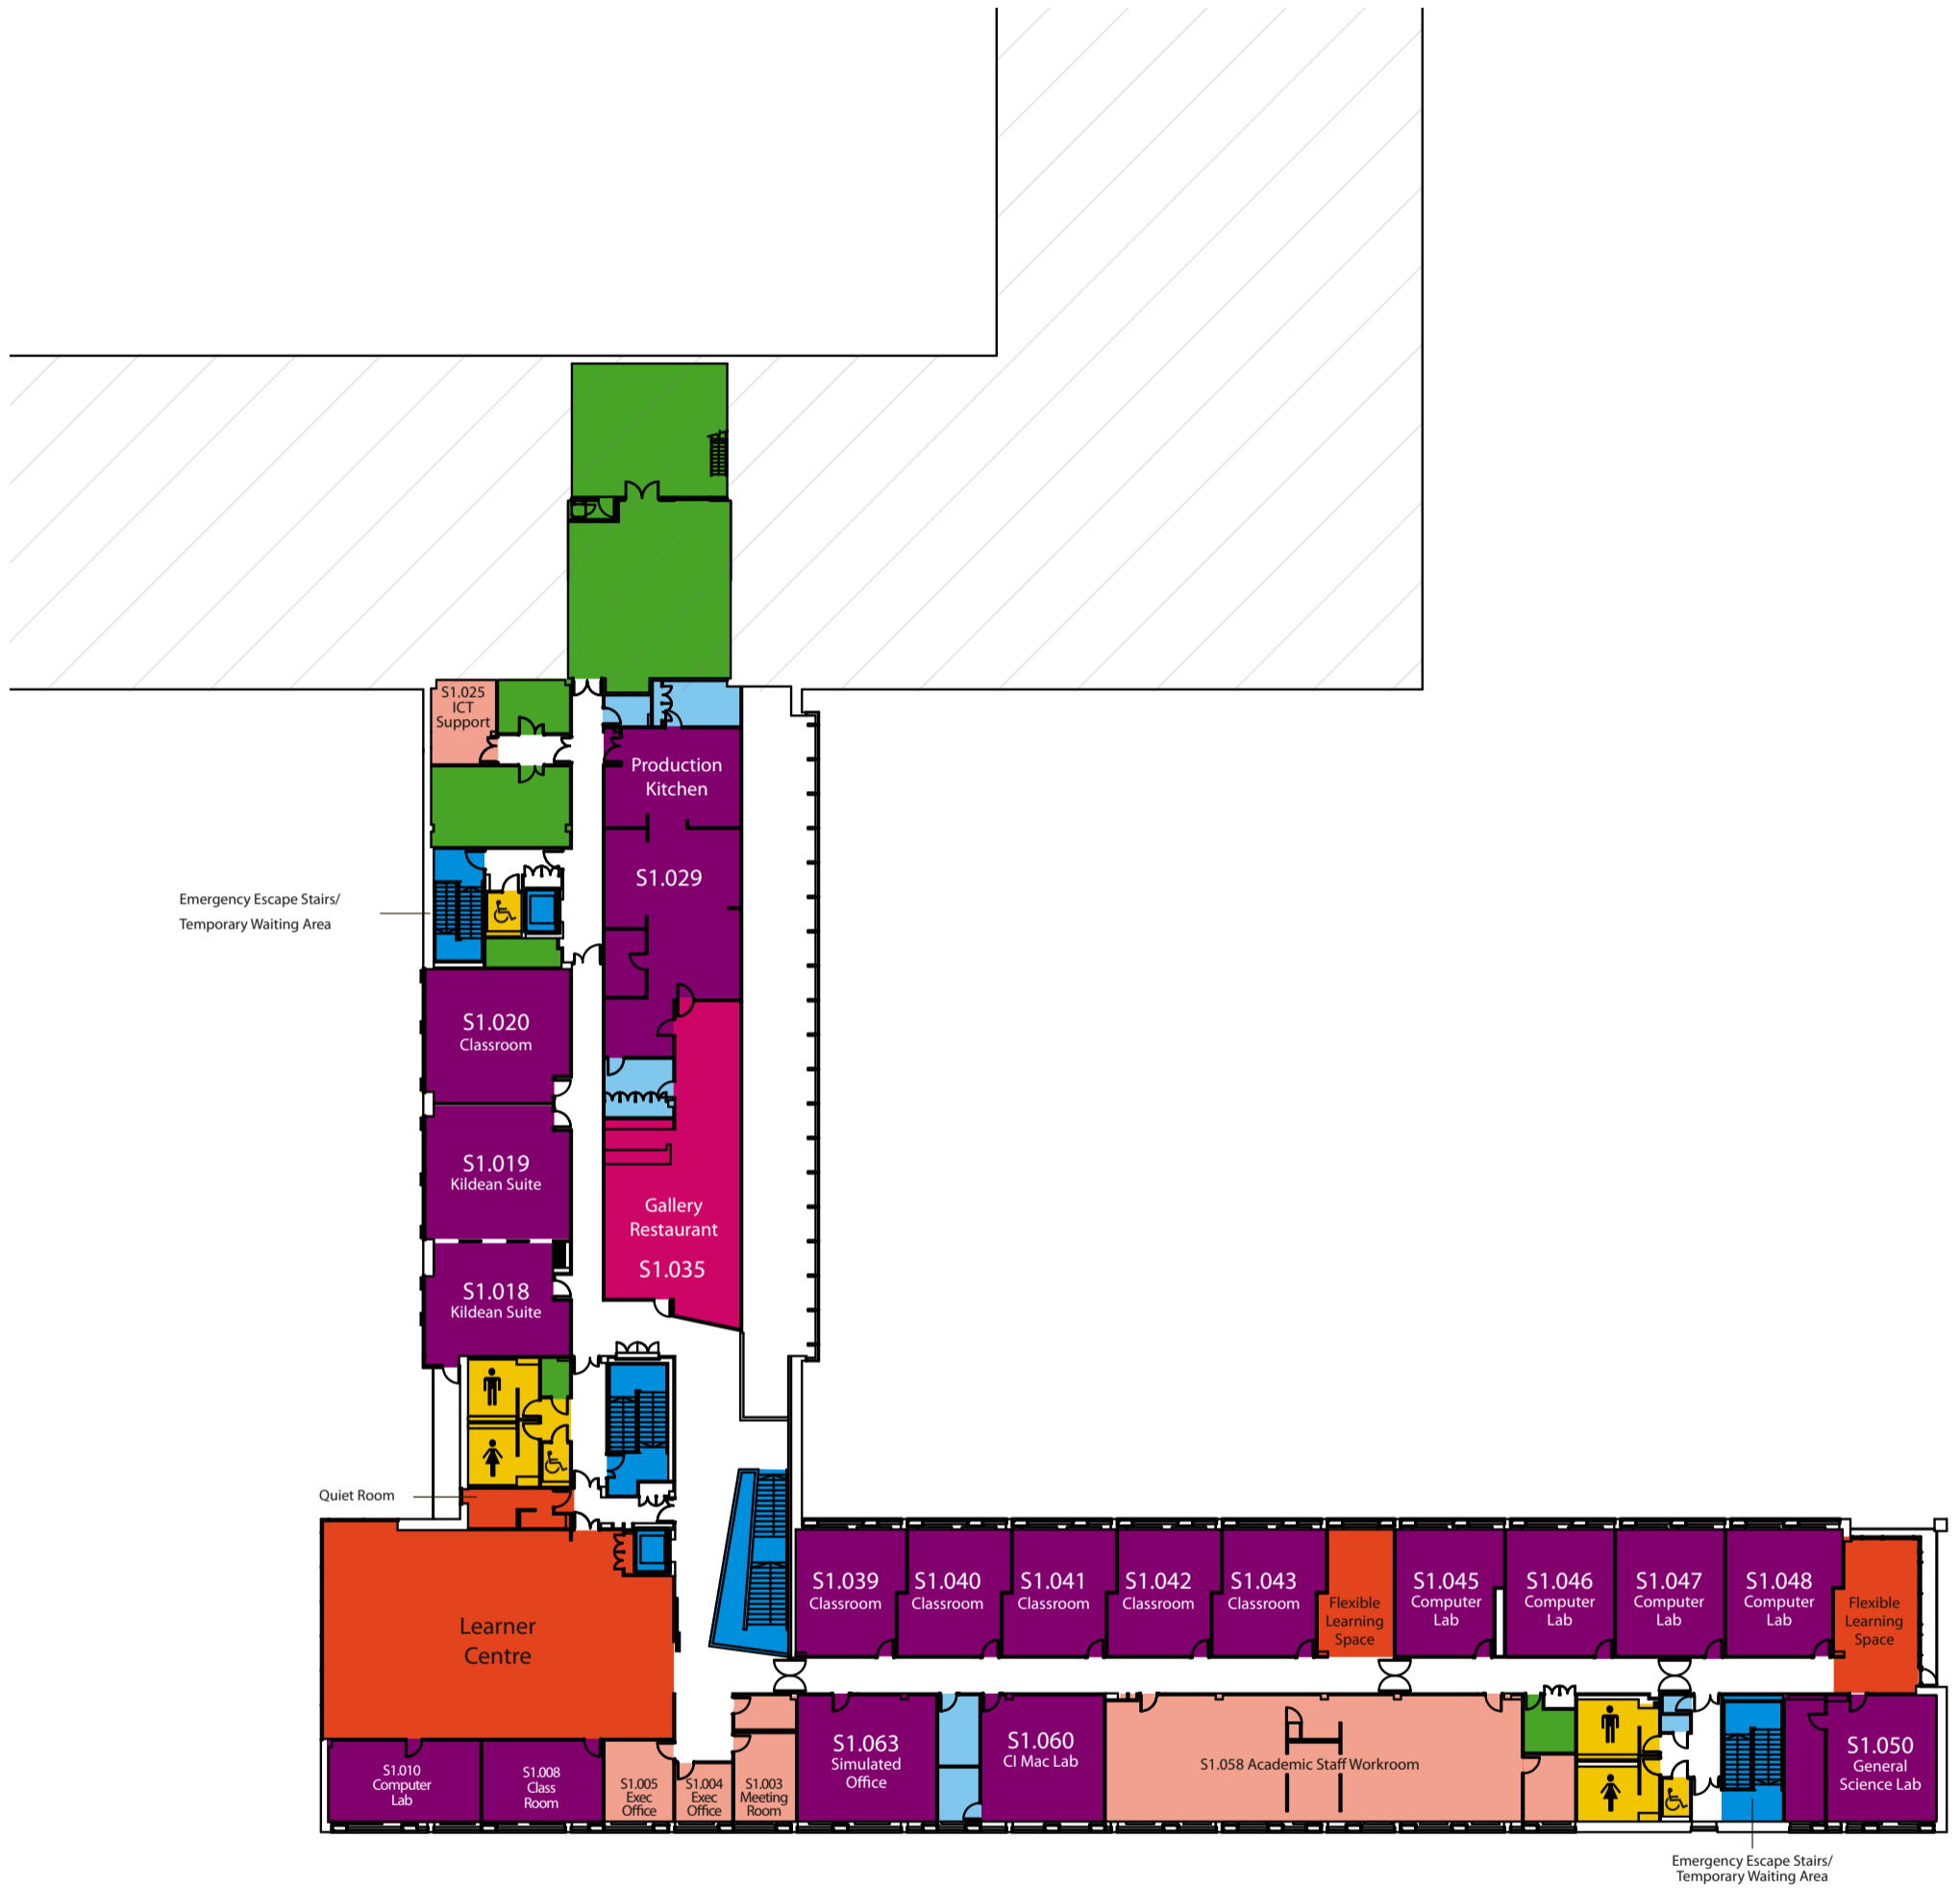 S1.025
ICT
Support
Production
Kitchen
S1.029
Emergency Escape Stairs/
Temporary Waiting Area
S1.020
Classroom
S1.019
Kildean Suite
Gallery
Restaurant
S1.035
S1.018
Kildean Suite
Quiet Room
Learner
Centre
S1.039
Classroom
S1.040
Classroom
S1.041
Classroom
S1.042
Classroom
S1.043
Classroom
Flexible
Learning
Space
S1.045
Computer
Lab
S1.046
Computer
Lab
S1.047
Computer
Lab
S1.048
Computer
Lab
Flexible
Learning
Space
S1.010
Computer
Lab
S1.008
Class
Room
S1.005
Exec
Office
S1.004
Exec
Office
S1.003
Meeting
Room
S1.063
Simulated
Office
S1.060
CI Mac Lab
S1.058 Academic Staff Workroom
S1.050
General
Science Lab
Emergency Escape Stairs/
Temporary Waiting Area